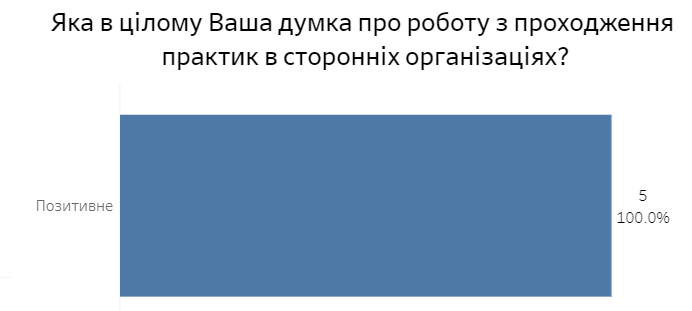 Яка в цілому Ваша думка про роботу з проходження
практик в сторонніх організаціях?
Позитивне
5
100.0%